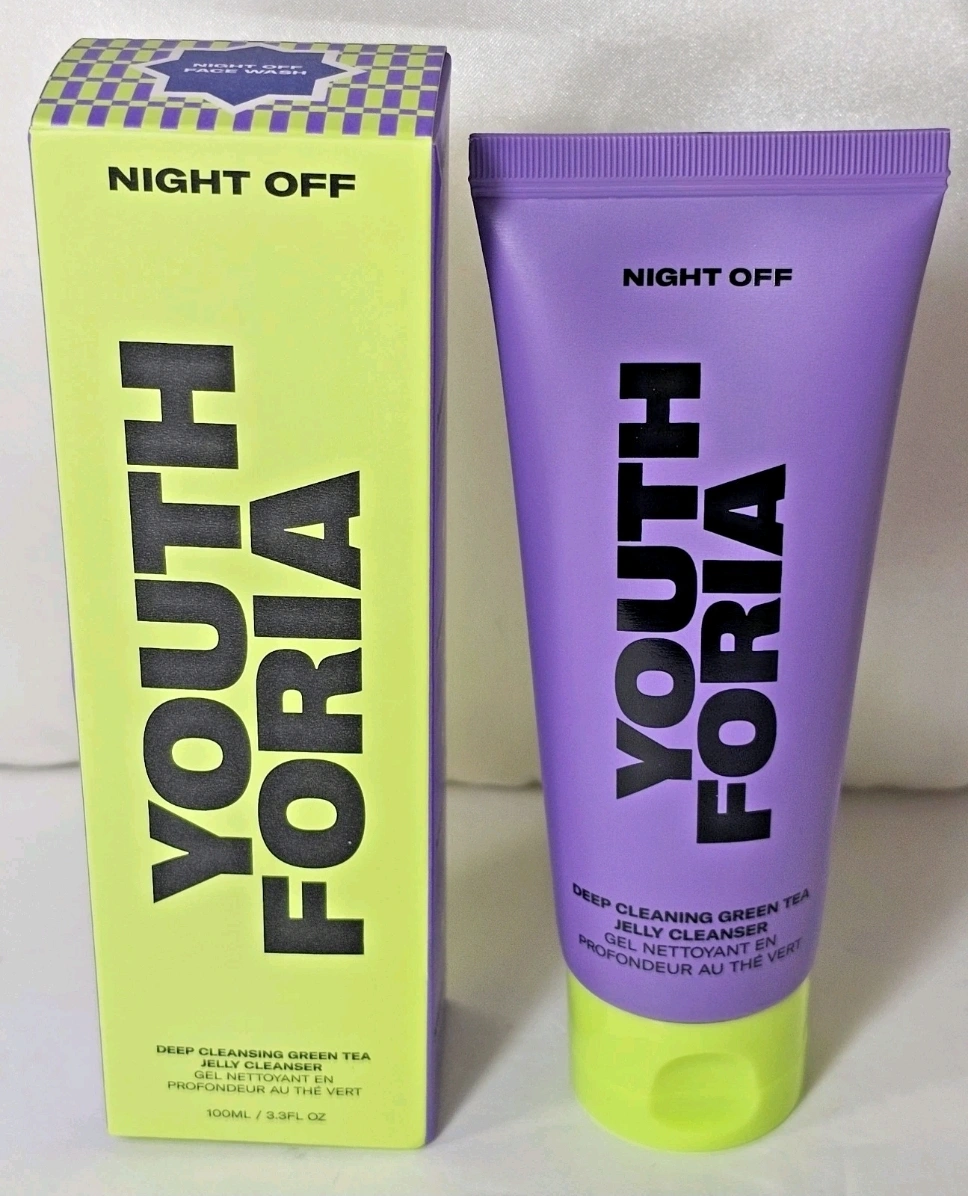 NIGHT OFF
FACE WASH
NIGHT OFF
YOUTH
FORIA
DEEP CLEANSING GREEN TEA
JELLY CLEANSER
GEL NETTOYANT EN
PROFONDEUR AU THÉ VERT
100ML / 3.3FL OZ
NIGHT OFF
YOUTH
FORIA
DEEP CLEANING GREEN TEA
JELLY CLEANSER
GEL NETTOYANT EN
PROFONDEUR AU THÉ VERT